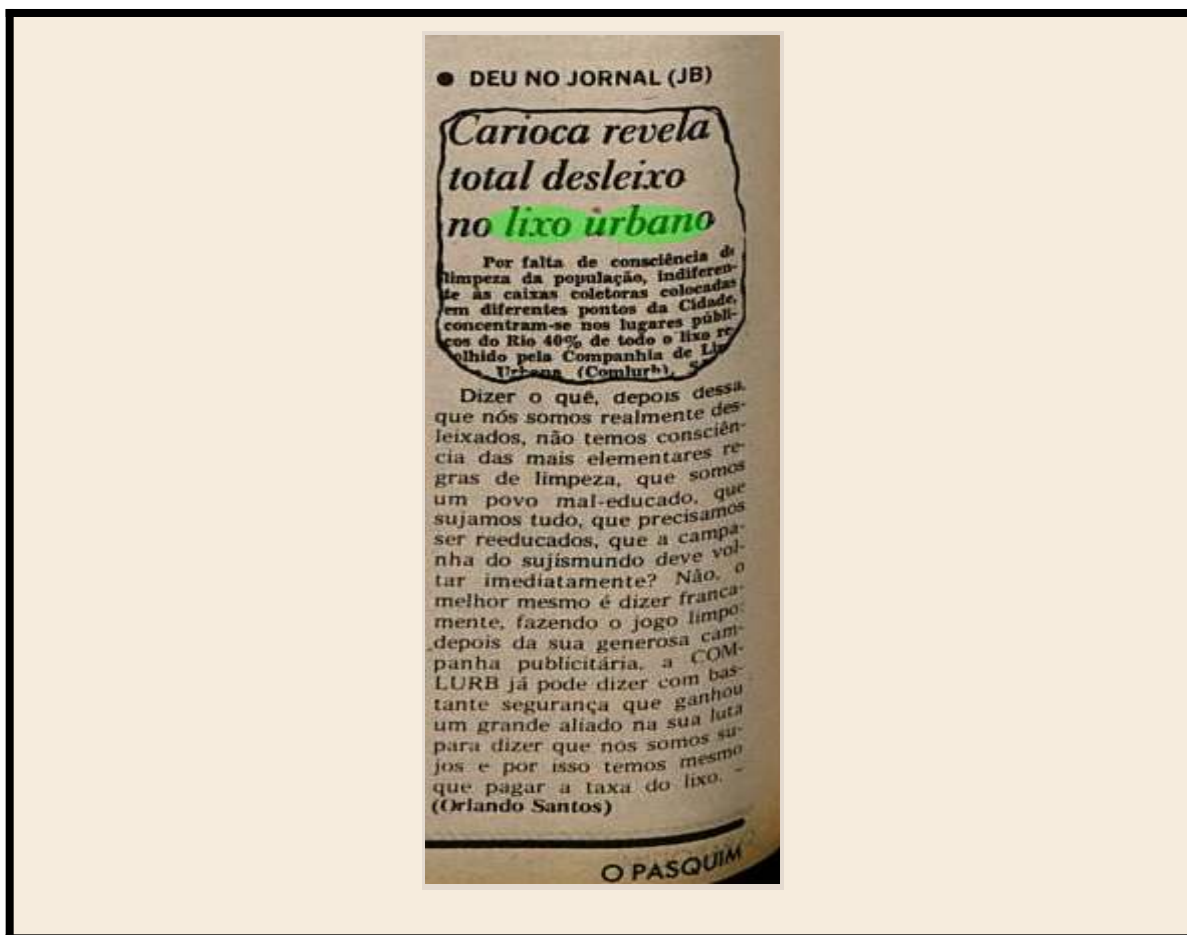 ● DEU NO JORNAL (JB)
Carioca revela
total desleixo
no lixo urbano
Por falta de consciência de
limpeza da população, indiferen-
te às caixas coletoras colocadas
em diferentes pontos da Cidade,
concentram-se nos lugares públi-
cos do Rio 40% de todo o lixo re-
colhido pela Companhia de
Urbana (Comlurb).
Dizer o quê, depois dessa,
que nós somos realmente des-
leixados, não temos consciên-
cia das mais elementares re-
gras de limpeza, que somos
um povo mal-educado, que
sujamos tudo, que precisamos
ser reeducados, que a campa-
nha do sujismundo deve vol-
tar imediatamente? Não, o
melhor mesmo é dizer franca-
mente, fazendo o jogo limpo:
depois da sua generosa cam-
panha publicitária, a COM-
LURB já pode dizer com bas-
tante segurança que ganhou
um grande aliado na sua luta
para dizer que nós somos su-
jos e por isso temos mesmo
que pagar a taxa do lixo. –
(Orlando Santos)
O PASQUIM